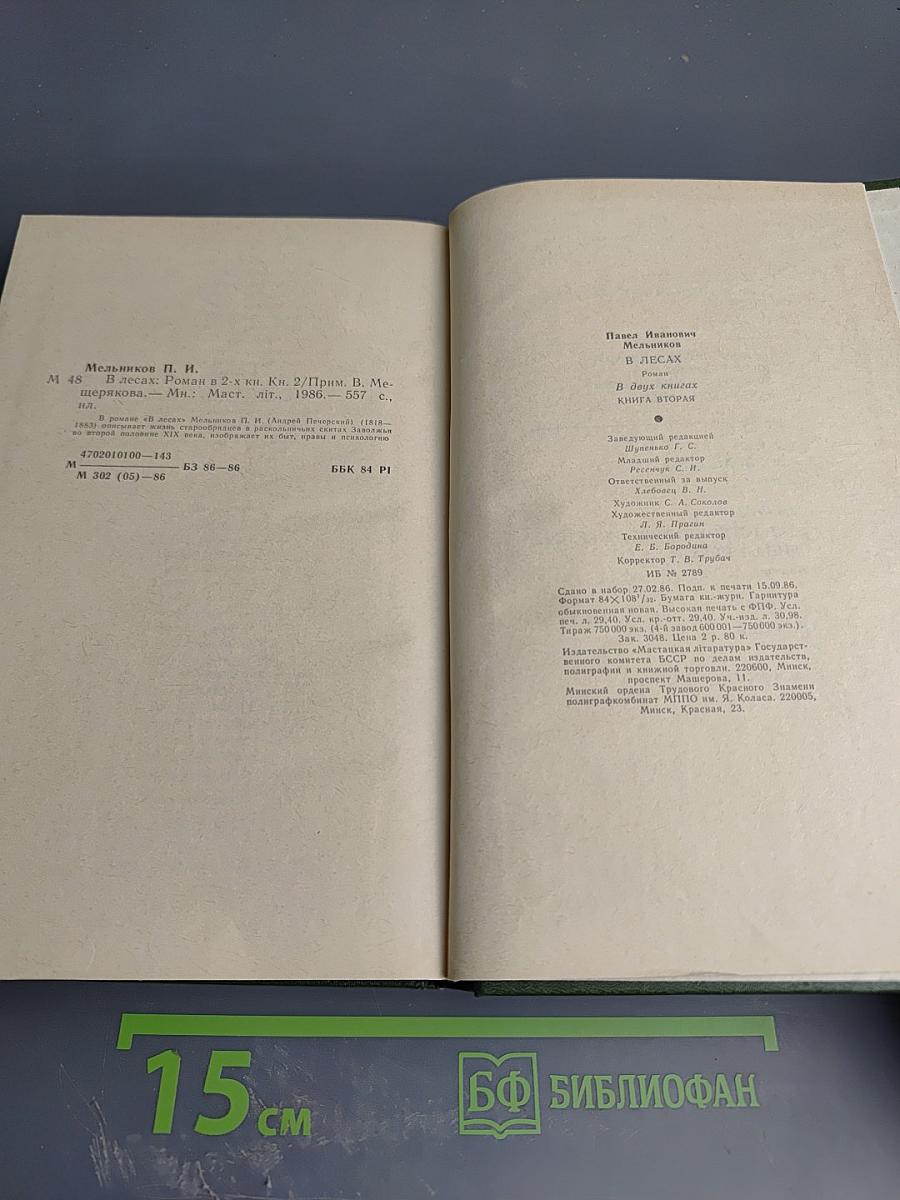 Мельников П. И.
М 48 В лесах: Роман в 2-х кн. Кн. 2/Прим. В. Ме-
щерякова.— Мн.: Маст. літ., 1986.— 557 с.,
ил.
В романе «В лесах» Мельников П. И. (Андрей Печерский) (1818—
1883) описывает жизнь старообрядцев в раскольничьих скитах Заволжья
во второй половине XIX века, изображает их быт, нравы и психологию
4702010100—143
М ——— БЗ 86—86 ББК 84 Р1
М 302 (05)—86
Павел Иванович
Мельников
В ЛЕСАХ
Роман
В двух книгах
КНИГА ВТОРАЯ
Заведующий редакцией
Шупенько Г. С.
Младший редактор
Ресенчук С. И.
Ответственный за выпуск
Хлебовец В. Н.
Художник С. А. Соколов
Художественный редактор
Л. Я. Прагин
Технический редактор
Е. Б. Бородина
Корректор Т. В. Трубач
ИБ № 2789
Сдано в набор 27.02.86. Подп. к печати 15.09.86.
Формат 84×108¹/₃₂. Бумага кн.-журн. Гарнитура
обыкновенная новая. Высокая печать с ФПФ. Усл.
печ. л. 29,40. Усл. кр.-отт. 29,40. Уч.-изд. л. 30,98.
Тираж 750 000 экз. (4-й завод 600 001—750 000 экз.).
Зак. 3048. Цена 2 р. 80 к.
Издательство «Мастацкая літаратура» Государст-
венного комитета БССР по делам издательств,
полиграфии и книжной торговли. 220600, Минск,
проспект Машерова, 11.
Минский ордена Трудового Красного Знамени
полиграфкомбинат МППО им. Я. Коласа. 220005,
Минск, Красная, 23.
15 см
БФ БИБЛИОФАН